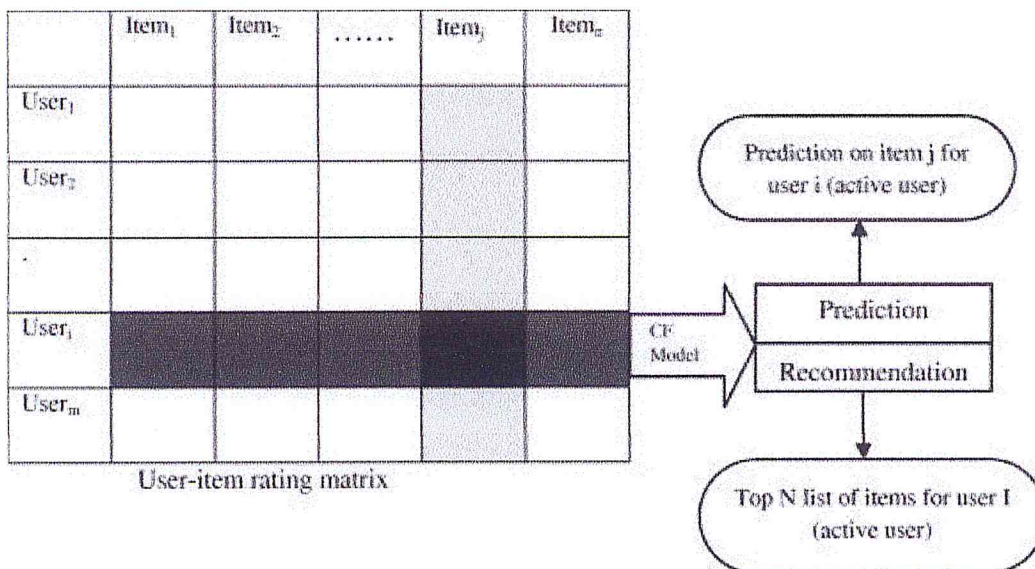 Item₁ Item₂ ...... Itemⱼ Itemₙ
User₁
User₂
.
Userᵢ
Userₘ
User-item rating matrix
CF
Model
Prediction on item j for
user i (active user)
Prediction
Recommendation
Top N list of items for user I
(active user)